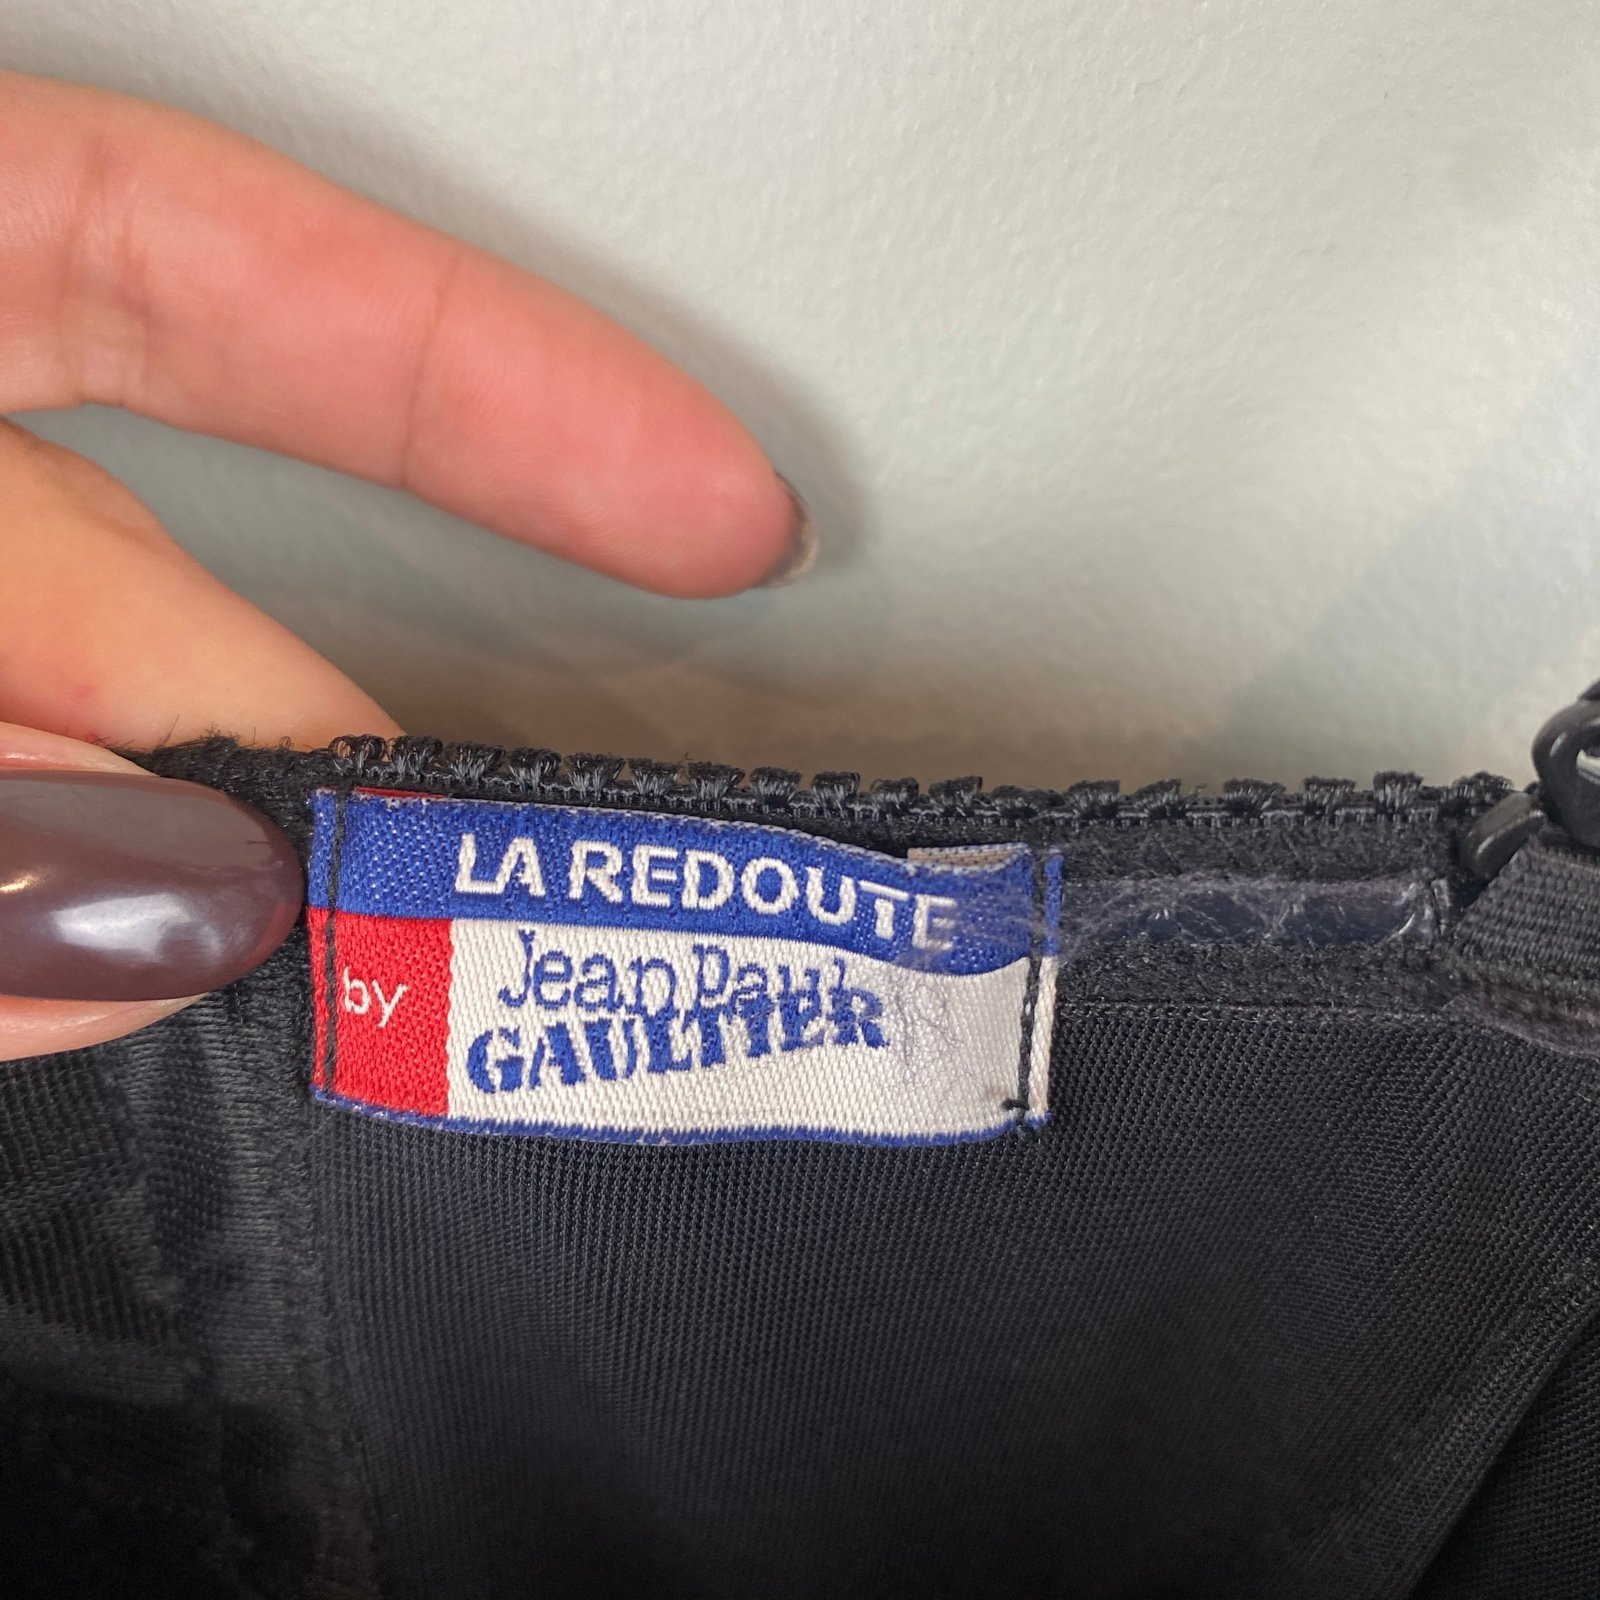 LA REDOUTE
by
Jean Paul
GAULTIER